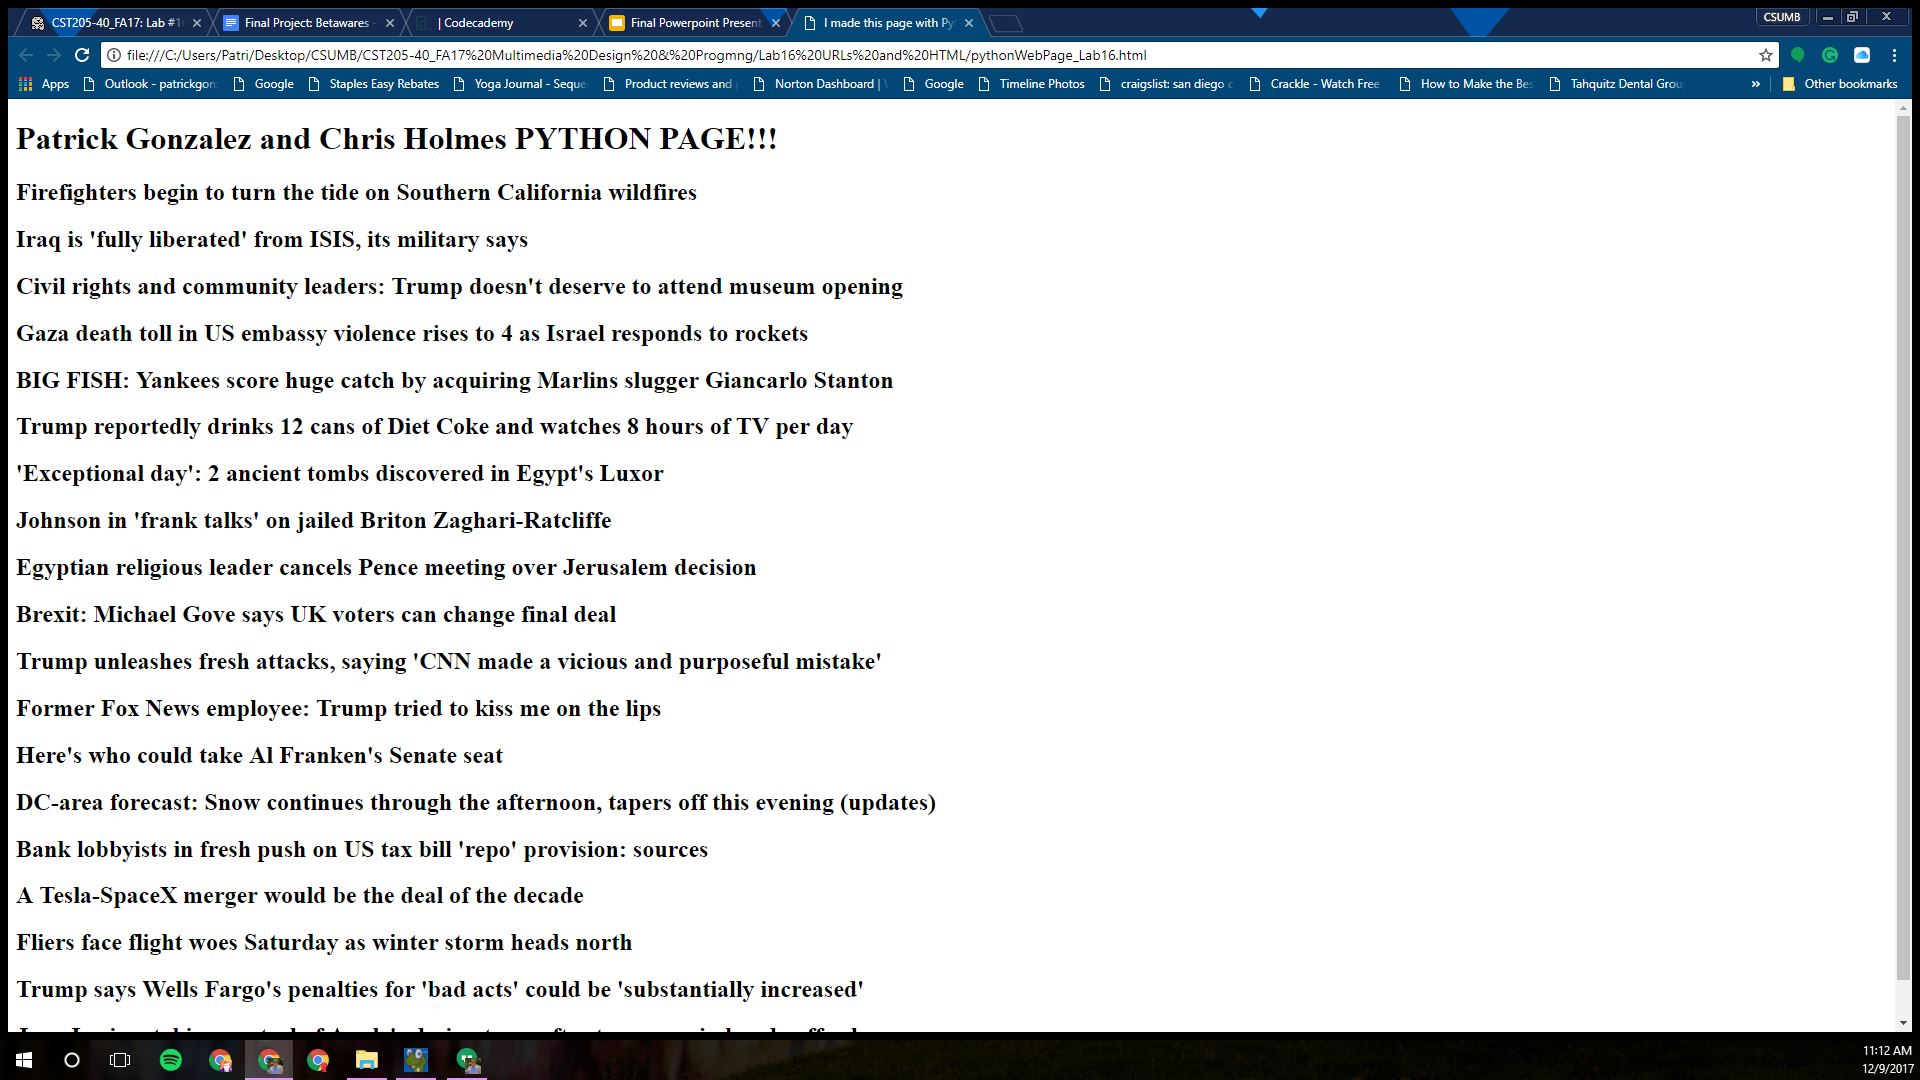 CST205-40_FA17: Lab #1
Final Project: Betawares -
| Codecademy
Final Powerpoint Present
I made this page with Py
CSUMB
file:///C:/Users/Patri/Desktop/CSUMB/CST205-40_FA17%20Multimedia%20Design%20&%20Progmng/Lab16%20URLs%20and%20HTML/pythonWebPage_Lab16.html
Apps
Outlook - patrickgon
Google
Staples Easy Rebates
Yoga Journal - Seque
Product reviews and
Norton Dashboard |
Google
Timeline Photos
craigslist: san diego
Crackle - Watch Free
How to Make the Bes
Tahquitz Dental Grou
»
Other bookmarks
Patrick Gonzalez and Chris Holmes PYTHON PAGE!!!
Firefighters begin to turn the tide on Southern California wildfires
Iraq is 'fully liberated' from ISIS, its military says
Civil rights and community leaders: Trump doesn't deserve to attend museum opening
Gaza death toll in US embassy violence rises to 4 as Israel responds to rockets
BIG FISH: Yankees score huge catch by acquiring Marlins slugger Giancarlo Stanton
Trump reportedly drinks 12 cans of Diet Coke and watches 8 hours of TV per day
'Exceptional day': 2 ancient tombs discovered in Egypt's Luxor
Johnson in 'frank talks' on jailed Briton Zaghari-Ratcliffe
Egyptian religious leader cancels Pence meeting over Jerusalem decision
Brexit: Michael Gove says UK voters can change final deal
Trump unleashes fresh attacks, saying 'CNN made a vicious and purposeful mistake'
Former Fox News employee: Trump tried to kiss me on the lips
Here's who could take Al Franken's Senate seat
DC-area forecast: Snow continues through the afternoon, tapers off this evening (updates)
Bank lobbyists in fresh push on US tax bill 'repo' provision: sources
A Tesla-SpaceX merger would be the deal of the decade
Fliers face flight woes Saturday as winter storm heads north
Trump says Wells Fargo's penalties for 'bad acts' could be 'substantially increased'
11:12 AM
12/9/2017